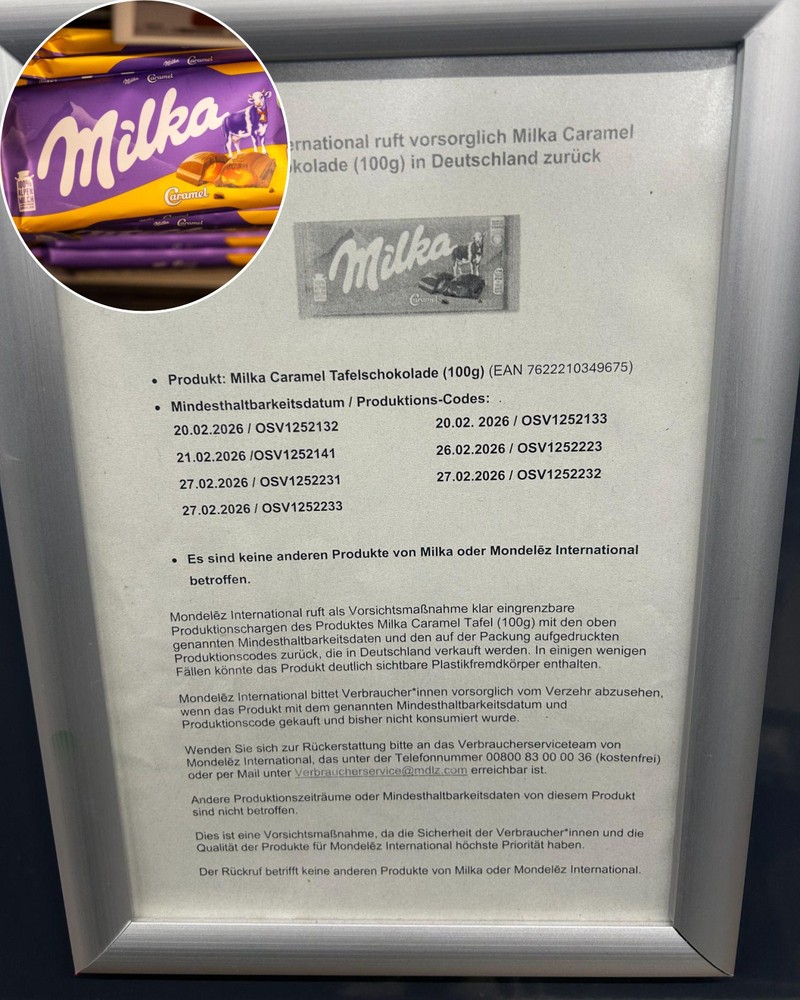 Milka
Caramel
100%
ALPEN
MILCH
Milka
Caramel
ernational ruft vorsorglich Milka Caramel
kolade (100g) in Deutschland zurück
Milka
Caramel
• Produkt: Milka Caramel Tafelschokolade (100g) (EAN 7622210349675)
• Mindesthaltbarkeitsdatum / Produktions-Codes:
20.02.2026 / OSV1252132 20.02. 2026 / OSV1252133
21.02.2026 /OSV1252141 26.02.2026 / OSV1252223
27.02.2026 / OSV1252231 27.02.2026 / OSV1252232
27.02.2026 / OSV1252233
• Es sind keine anderen Produkte von Milka oder Mondelēz International
betroffen.
Mondelēz International ruft als Vorsichtsmaßnahme klar eingrenzbare
Produktionschargen des Produktes Milka Caramel Tafel (100g) mit den oben
genannten Mindesthaltbarkeitsdaten und den auf der Packung aufgedruckten
Produktionscodes zurück, die in Deutschland verkauft werden. In einigen wenigen
Fällen könnte das Produkt deutlich sichtbare Plastikfremdkörper enthalten.
Mondelēz International bittet Verbraucher*innen vorsorglich vom Verzehr abzusehen,
wenn das Produkt mit dem genannten Mindesthaltbarkeitsdatum und
Produktionscode gekauft und bisher nicht konsumiert wurde.
Wenden Sie sich zur Rückerstattung bitte an das Verbraucherserviceteam von
Mondelēz International, das unter der Telefonnummer 00800 83 00 00 36 (kostenfrei)
oder per Mail unter Verbraucherservice@mdlz.com erreichbar ist.
Andere Produktionszeiträume oder Mindesthaltbarkeitsdaten von diesem Produkt
sind nicht betroffen.
Dies ist eine Vorsichtsmaßnahme, da die Sicherheit der Verbraucher*innen und die
Qualität der Produkte für Mondelēz International höchste Priorität haben.
Der Rückruf betrifft keine anderen Produkte von Milka oder Mondelēz International.